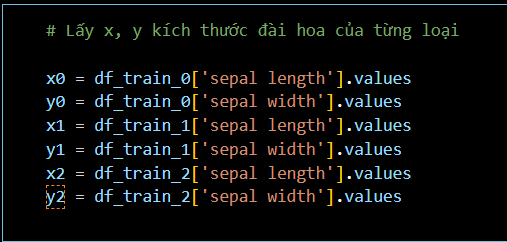 # Lấy x, y kích thước đài hoa của từng loại
x0 = df_train_0['sepal length'].values
y0 = df_train_0['sepal width'].values
x1 = df_train_1['sepal length'].values
y1 = df_train_1['sepal width'].values
x2 = df_train_2['sepal length'].values
y2 = df_train_2['sepal width'].values